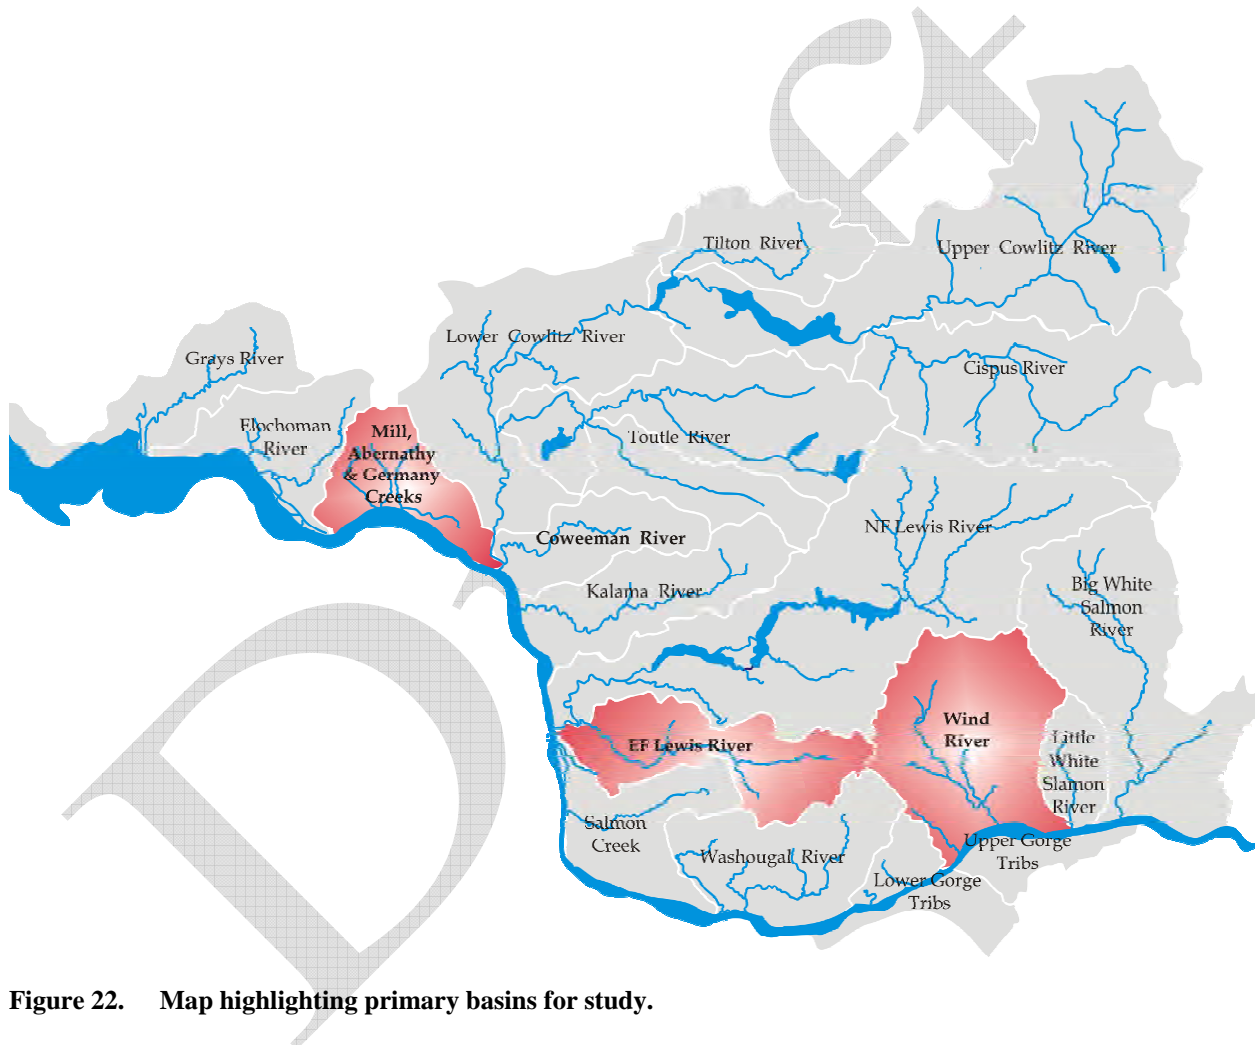 Tilton River
Upper Cowlitz River
Lower Cowlitz River
Grays River
Cispus River
Elochoman
River
Mill,
Abernathy
& Germany
Creeks
Toutle River
NF Lewis River
Coweeman River
Kalama River
Big White
Salmon
River
Wind
River
EF Lewis River
Little
White
Slamon
River
Salmon
Creek
Washougal River
Upper Gorge
Tribs
Lower Gorge
Tribs
Figure 22. Map highlighting primary basins for study.